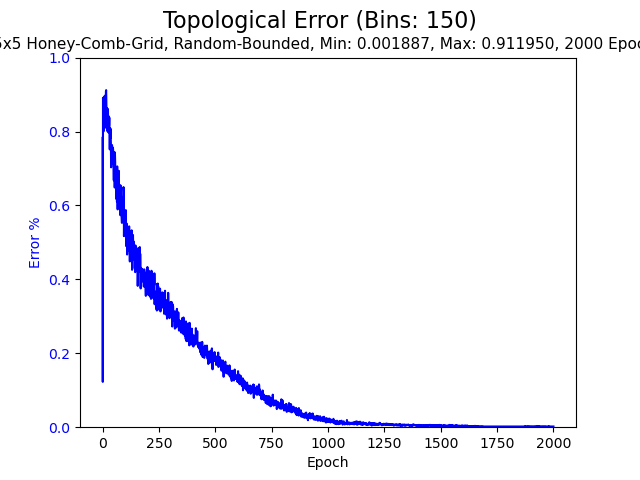 Topological Error (Bins: 150)
5x5 Honey-Comb-Grid, Random-Bounded, Min: 0.001887, Max: 0.911950, 2000 Epoc
1.0
0.8
0.6
0.4
0.2
0.0
Error %
0 250 500 750 1000 1250 1500 1750 2000
Epoch